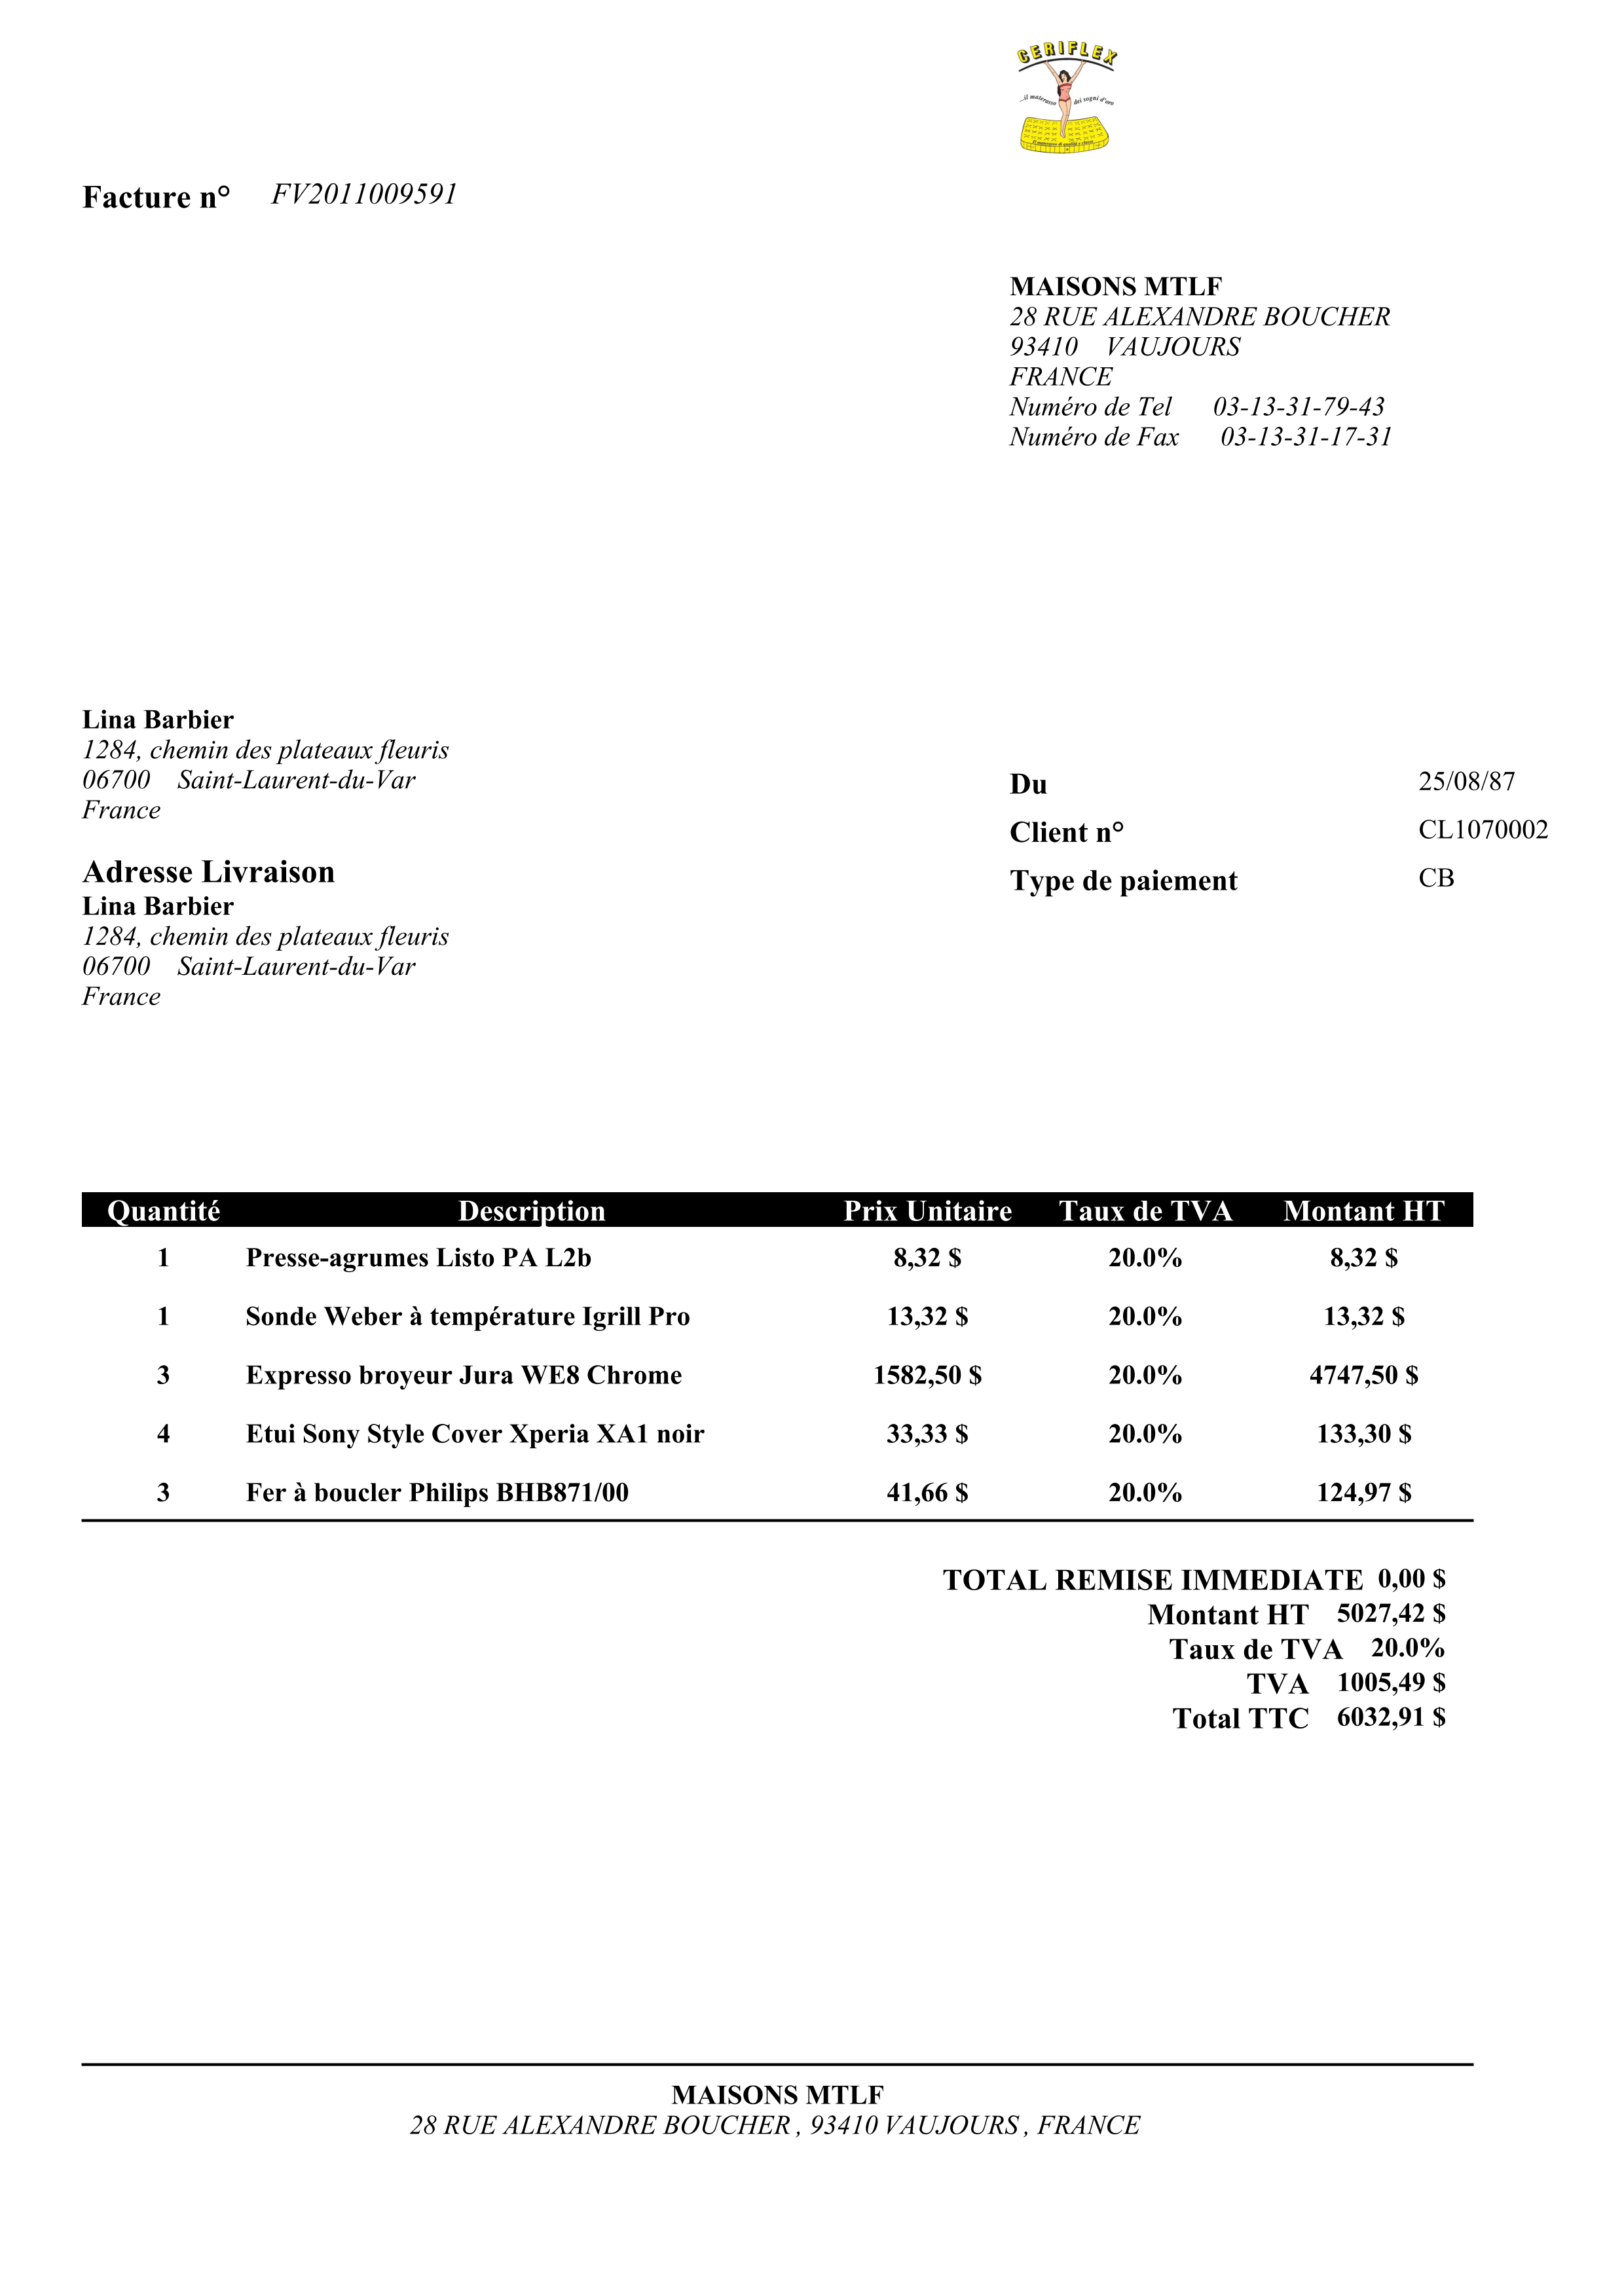 CERIFLEX
...il materasso dei sogni d'oro
Facture n° FV2011009591
MAISONS MTLF
28 RUE ALEXANDRE BOUCHER
93410 VAUJOURS
FRANCE
Numéro de Tel 03-13-31-79-43
Numéro de Fax 03-13-31-17-31
Lina Barbier
1284, chemin des plateaux fleuris
06700 Saint-Laurent-du-Var
France
Du 25/08/87
Client n° CL1070002
Type de paiement CB
Adresse Livraison
Lina Barbier
1284, chemin des plateaux fleuris
06700 Saint-Laurent-du-Var
France
Quantité Description Prix Unitaire Taux de TVA Montant HT
1 Presse-agrumes Listo PA L2b 8,32 $ 20.0% 8,32 $
1 Sonde Weber à température Igrill Pro 13,32 $ 20.0% 13,32 $
3 Expresso broyeur Jura WE8 Chrome 1582,50 $ 20.0% 4747,50 $
4 Etui Sony Style Cover Xperia XA1 noir 33,33 $ 20.0% 133,30 $
3 Fer à boucler Philips BHB871/00 41,66 $ 20.0% 124,97 $
TOTAL REMISE IMMEDIATE 0,00 $
Montant HT 5027,42 $
Taux de TVA 20.0%
TVA 1005,49 $
Total TTC 6032,91 $
MAISONS MTLF
28 RUE ALEXANDRE BOUCHER , 93410 VAUJOURS , FRANCE